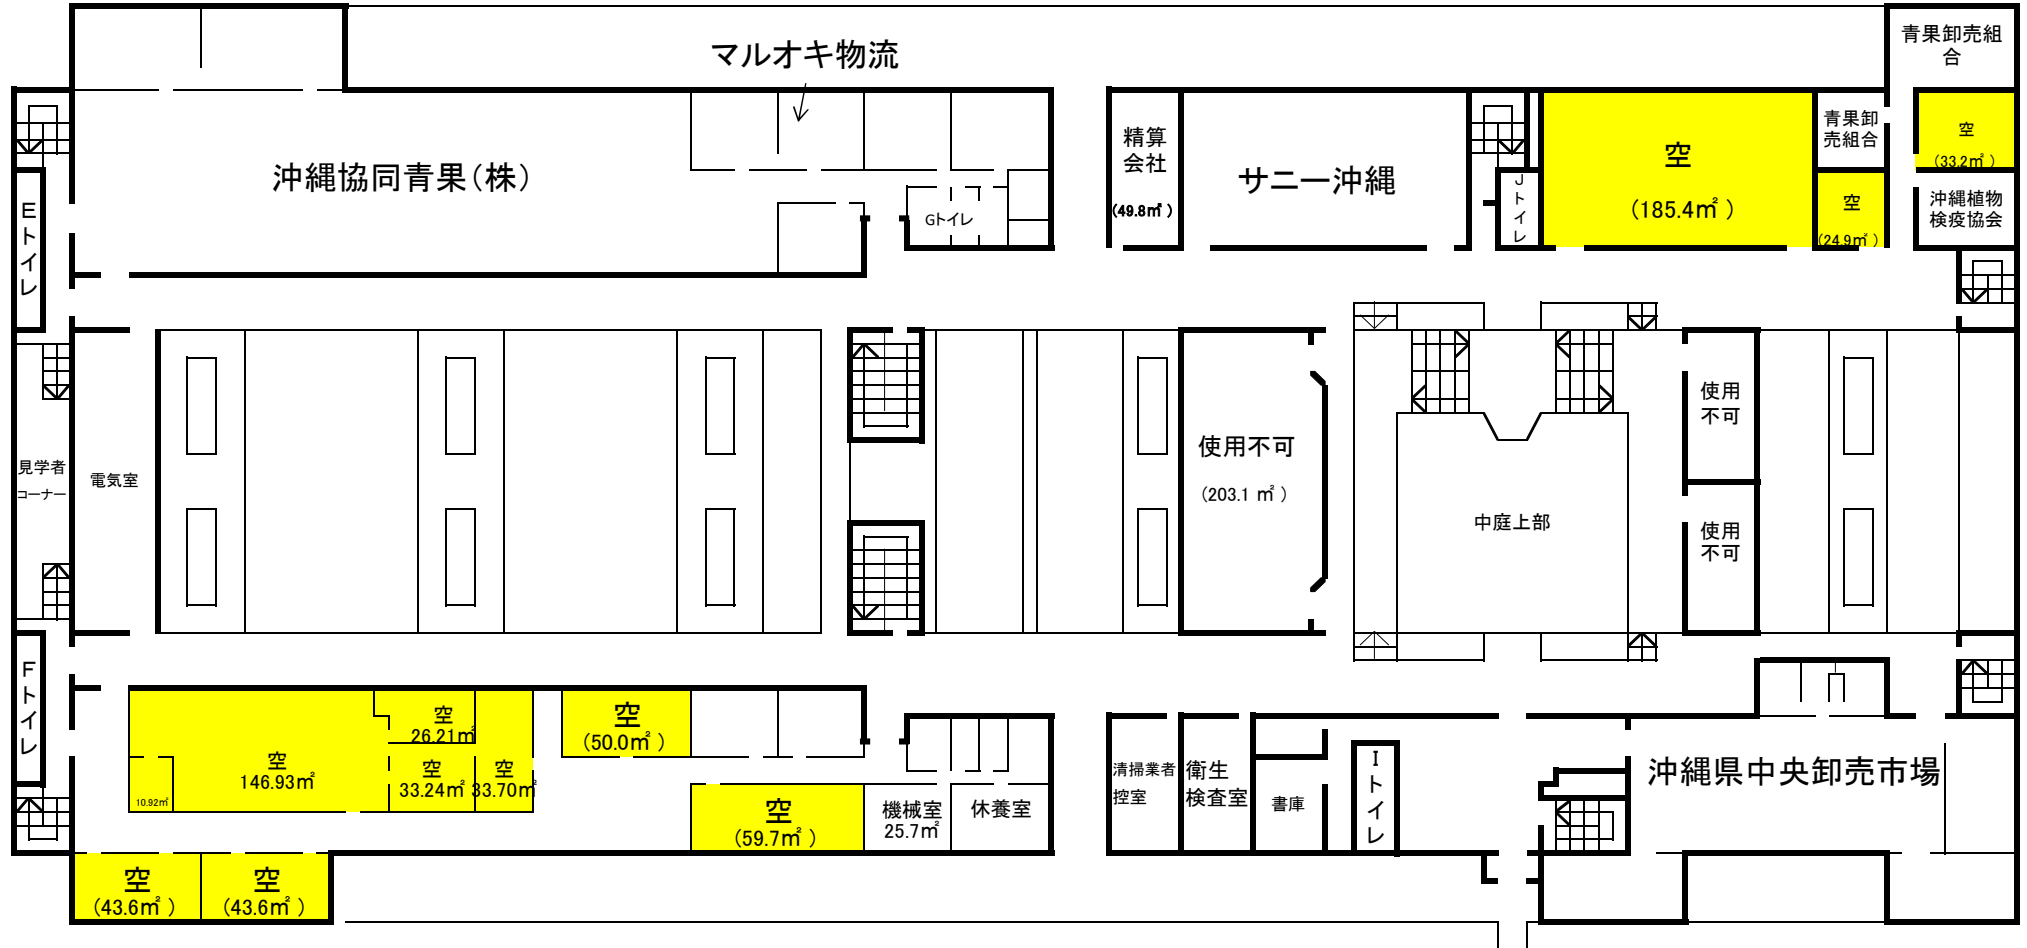 マルオキ物流
青果卸売組
合
沖縄協同青果(株)
精算
会社
(49.8㎡)
サニー沖縄
空
(185.4㎡)
青果卸
売組合
空
(33.2㎡)
空
(24.9㎡)
沖縄植物
検疫協会
Eトイレ
Gトイレ
Jトイレ
見学者
コーナー
電気室
使用不可
(203.1 ㎡)
中庭上部
使用
不可
使用
不可
Fトイレ
空
146.93㎡
10.92㎡
空
26.21㎡
空
33.24㎡
空
33.70㎡
空
(50.0㎡)
空
(59.7㎡)
機械室
25.7㎡
休養室
清掃業者
控室
衛生
検査室
書庫
Iトイレ
沖縄県中央卸売市場
空
(43.6㎡)
空
(43.6㎡)